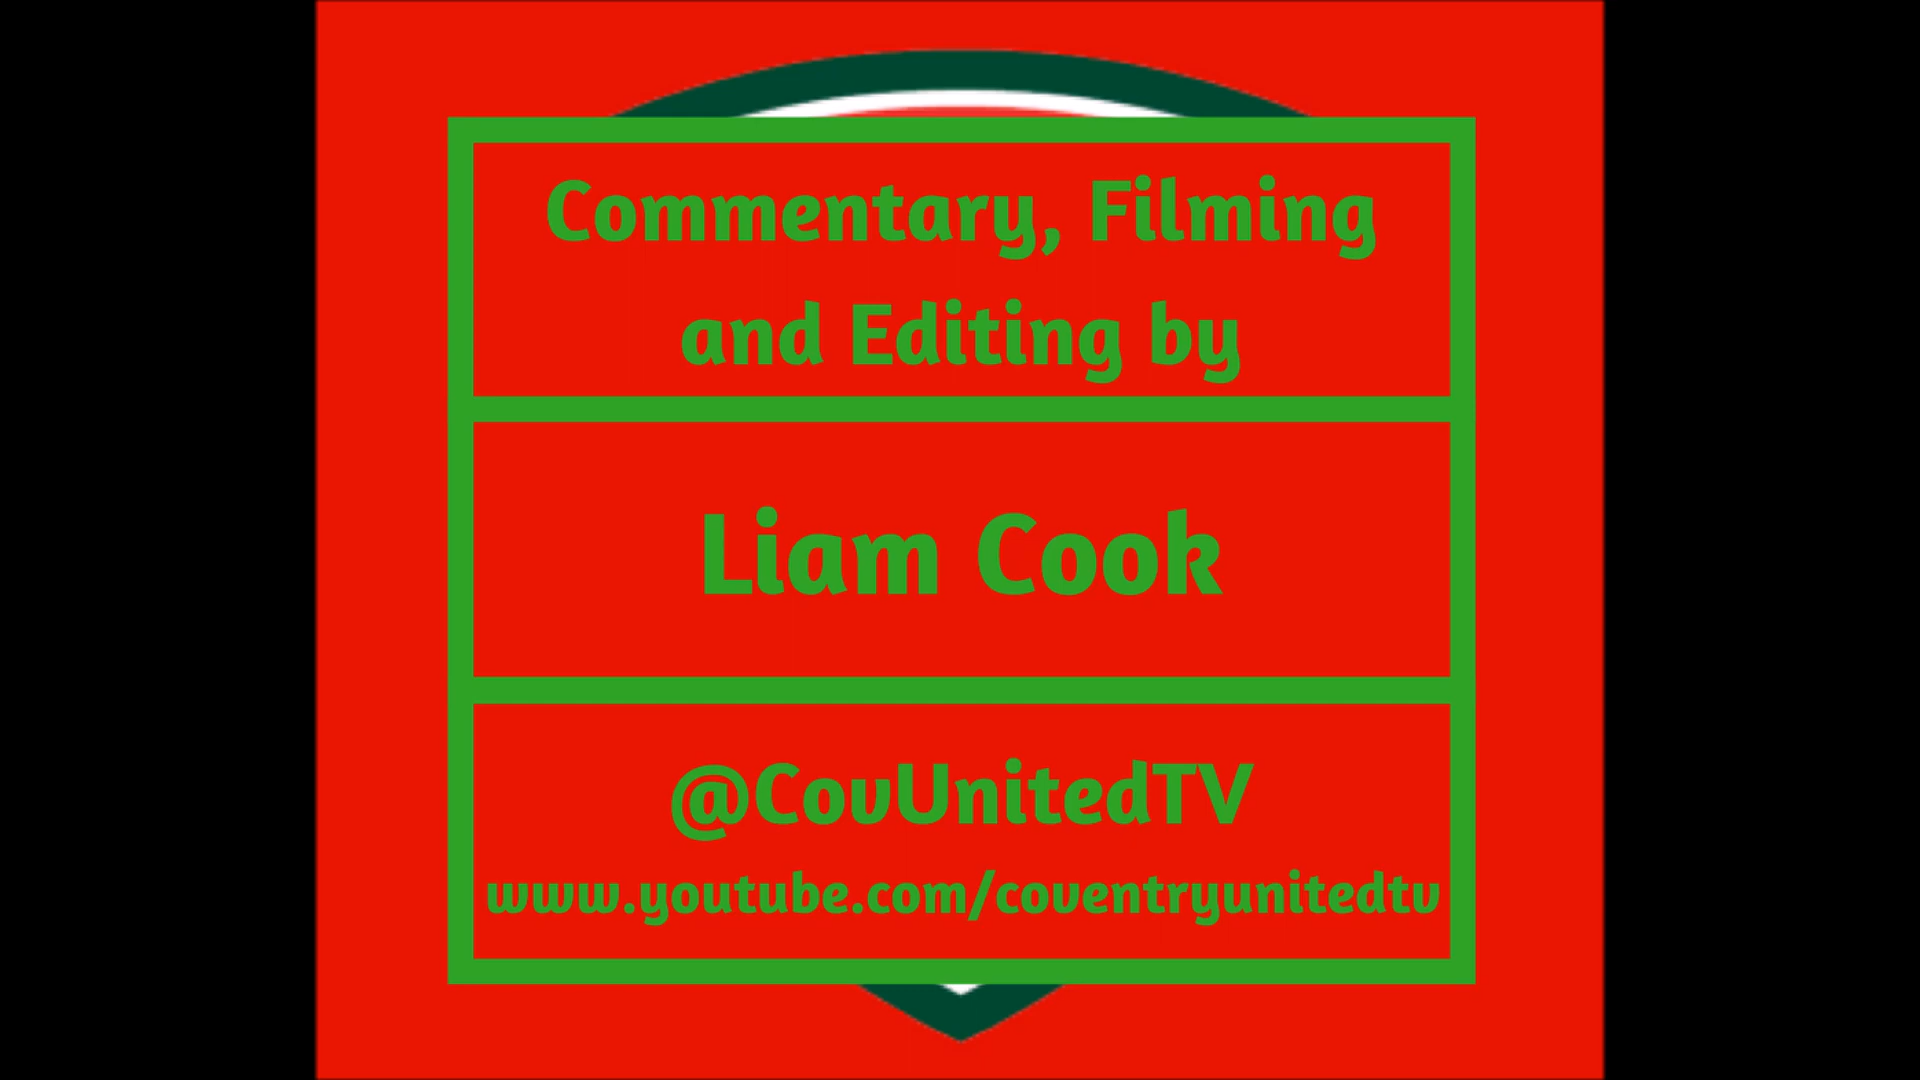 Commentary, Filming
and Editing by
Liam Cook
@CovUnitedTV
www.youtube.com/coventryunitedtv